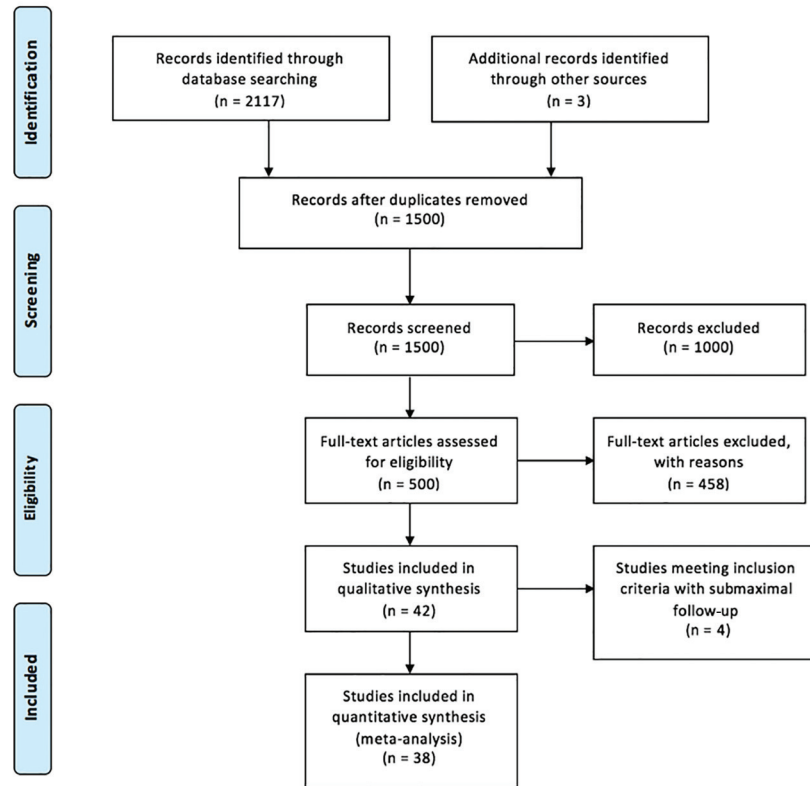 Identification
Records identified through
database searching
(n = 2117)
Additional records identified
through other sources
(n = 3)
Records after duplicates removed
(n = 1500)
Screening
Records screened
(n = 1500)
Records excluded
(n = 1000)
Eligibility
Full-text articles assessed
for eligibility
(n = 500)
Full-text articles excluded,
with reasons
(n = 458)
Studies included in
qualitative synthesis
(n = 42)
Studies meeting inclusion
criteria with submaximal
follow-up
(n = 4)
Included
Studies included in
quantitative synthesis
(meta-analysis)
(n = 38)